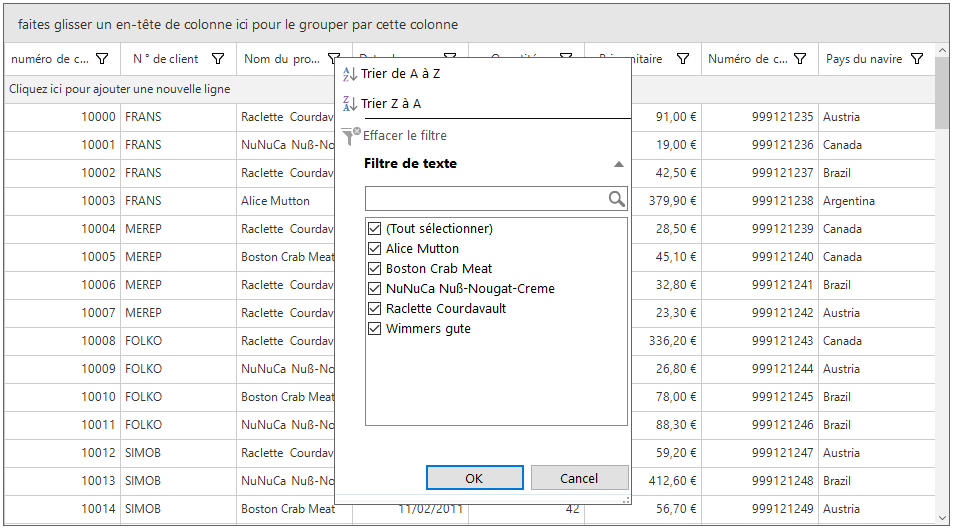 faites glisser un en-tête de colonne ici pour le grouper par cette colonne
numéro de c... N ° de client Nom du pro... Quantité Prix unitaire Numéro de c... Pays du navire
Cliquez ici pour ajouter une nouvelle ligne
10000 FRANS Raclette Courdav 91,00 € 999121235 Austria
10001 FRANS NuNuCa Nuß-No 19,00 € 999121236 Canada
10002 FRANS Raclette Courdav 42,50 € 999121237 Brazil
10003 FRANS Alice Mutton 379,90 € 999121238 Argentina
10004 MEREP Raclette Courdav 28,50 € 999121239 Canada
10005 MEREP Boston Crab Meat 45,10 € 999121240 Canada
10006 MEREP Raclette Courdav 32,80 € 999121241 Brazil
10007 MEREP Raclette Courdav 23,30 € 999121242 Austria
10008 FOLKO Raclette Courdav 336,20 € 999121243 Canada
10009 FOLKO NuNuCa Nuß-No 26,80 € 999121244 Austria
10010 FOLKO Boston Crab Meat 78,00 € 999121245 Brazil
10011 FOLKO NuNuCa Nuß-No 88,30 € 999121246 Brazil
10012 SIMOB Raclette Courdav 59,20 € 999121247 Austria
10013 SIMOB NuNuCa Nuß-No 412,60 € 999121248 Brazil
10014 SIMOB Boston Crab Meat 11/02/2011 42 56,70 € 999121249 Austria
Trier de A à Z
Trier Z à A
Effacer le filtre
Filtre de texte
(Tout sélectionner)
Alice Mutton
Boston Crab Meat
NuNuCa Nuß-Nougat-Creme
Raclette Courdavault
Wimmers gute
OK Cancel